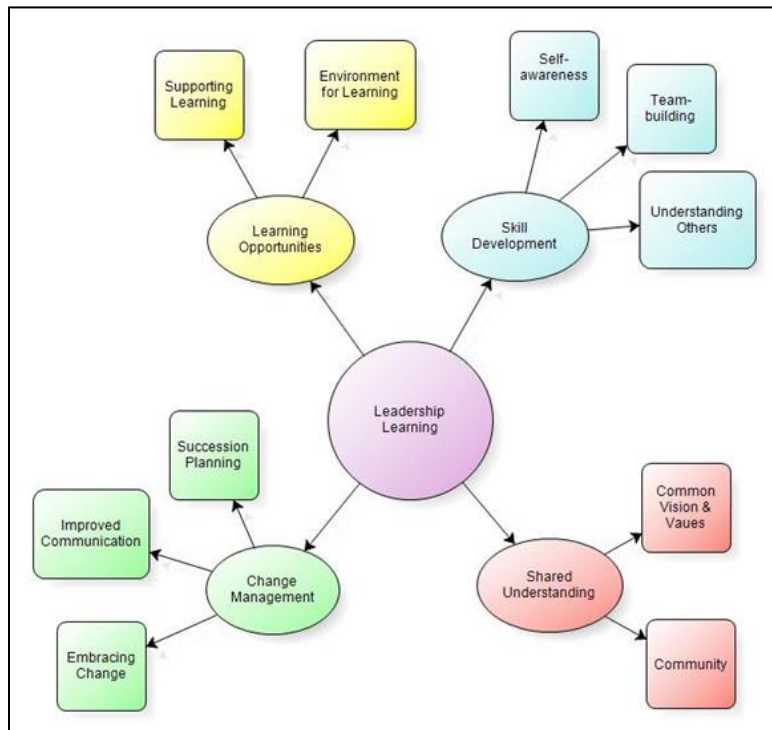 Supporting
Learning
Environment
for Learning
Self-
awareness
Team-
building
Understanding
Others
Learning
Opportunities
Skill
Development
Leadership
Learning
Succession
Planning
Improved
Communication
Embracing
Change
Change
Management
Shared
Understanding
Common
Vision &
Vaues
Community